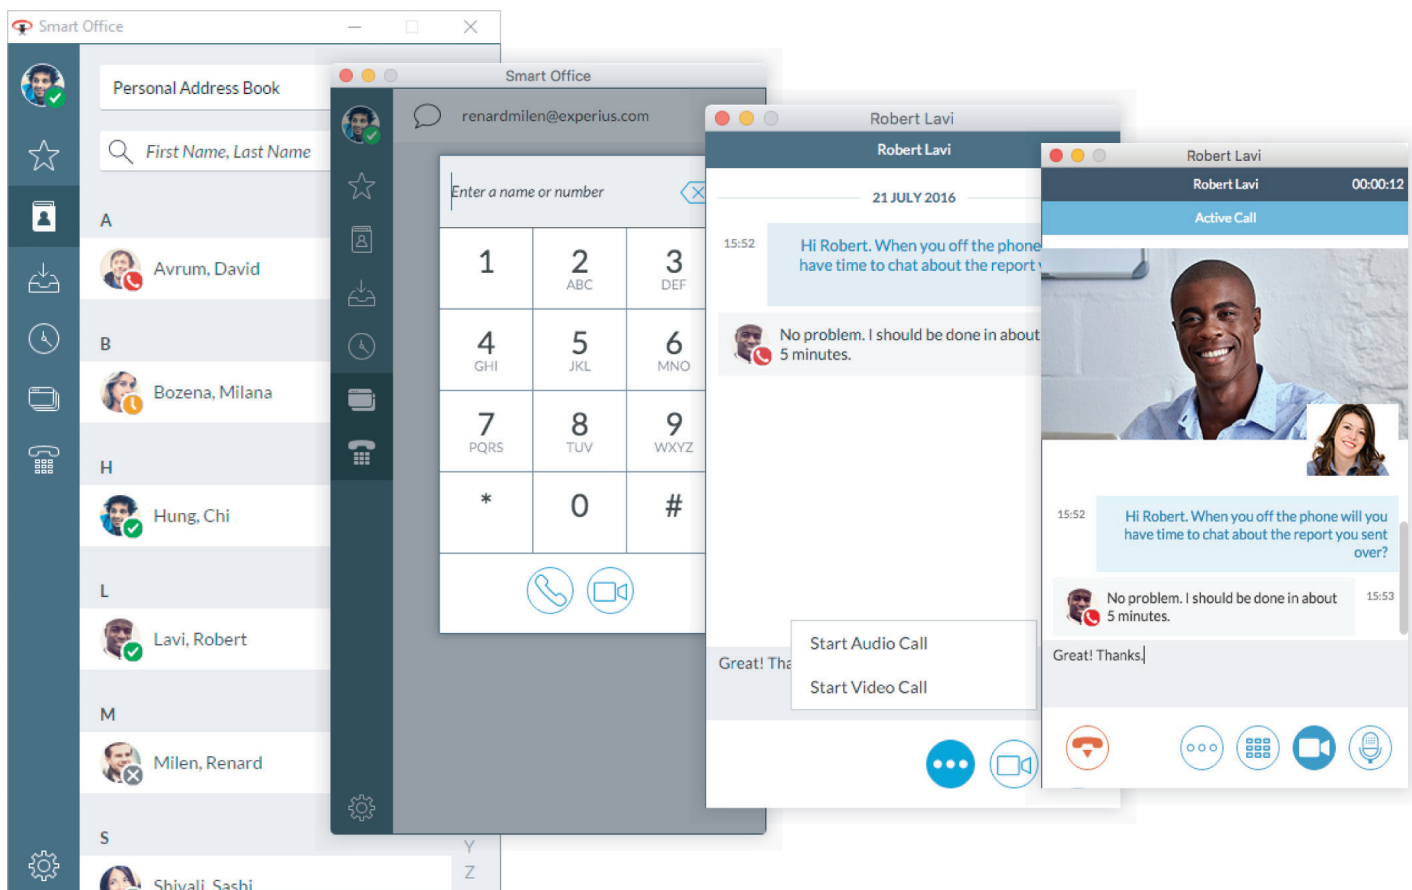 Smart Office
Personal Address Book
First Name, Last Name
A
Avrum, David
B
Bozena, Milana
H
Hung, Chi
L
Lavi, Robert
M
Milen, Renard
S
Shivali, Sashi
Y
Z
Smart Office
renardmilen@experius.com
Enter a name or number
1
2
ABC
3
DEF
4
GHI
5
JKL
6
MNO
7
PQRS
8
TUV
9
WXYZ
*
0
#
Robert Lavi
Robert Lavi
21 JULY 2016
15:52
Hi Robert. When you off the phone
have time to chat about the report
No problem. I should be done in about
5 minutes.
Start Audio Call
Start Video Call
Great! Tha
Robert Lavi
Robert Lavi
00:00:12
Active Call
15:52
Hi Robert. When you off the phone will you
have time to chat about the report you sent
over?
No problem. I should be done in about
5 minutes.
15:53
Great! Thanks.